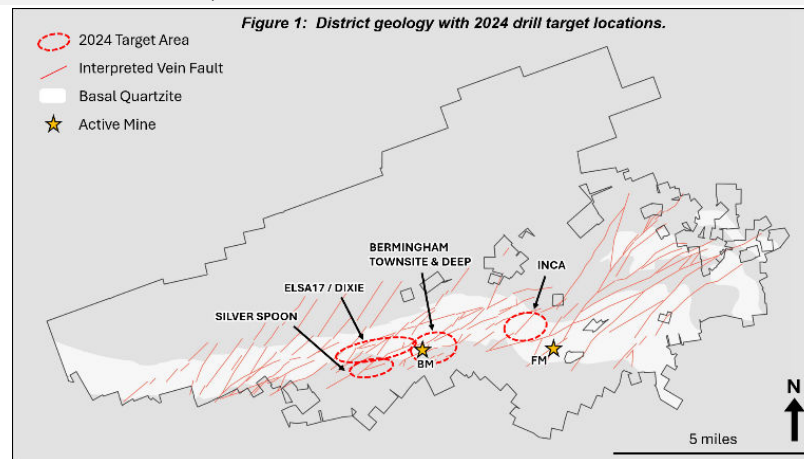 Figure 1: District geology with 2024 drill target locations.
2024 Target Area
Interpreted Vein Fault
Basal Quartzite
Active Mine
BERMINGHAM
TOWNSITE & DEEP
INCA
ELSA17 / DIXIE
SILVER SPOON
BM
FM
N
5 miles